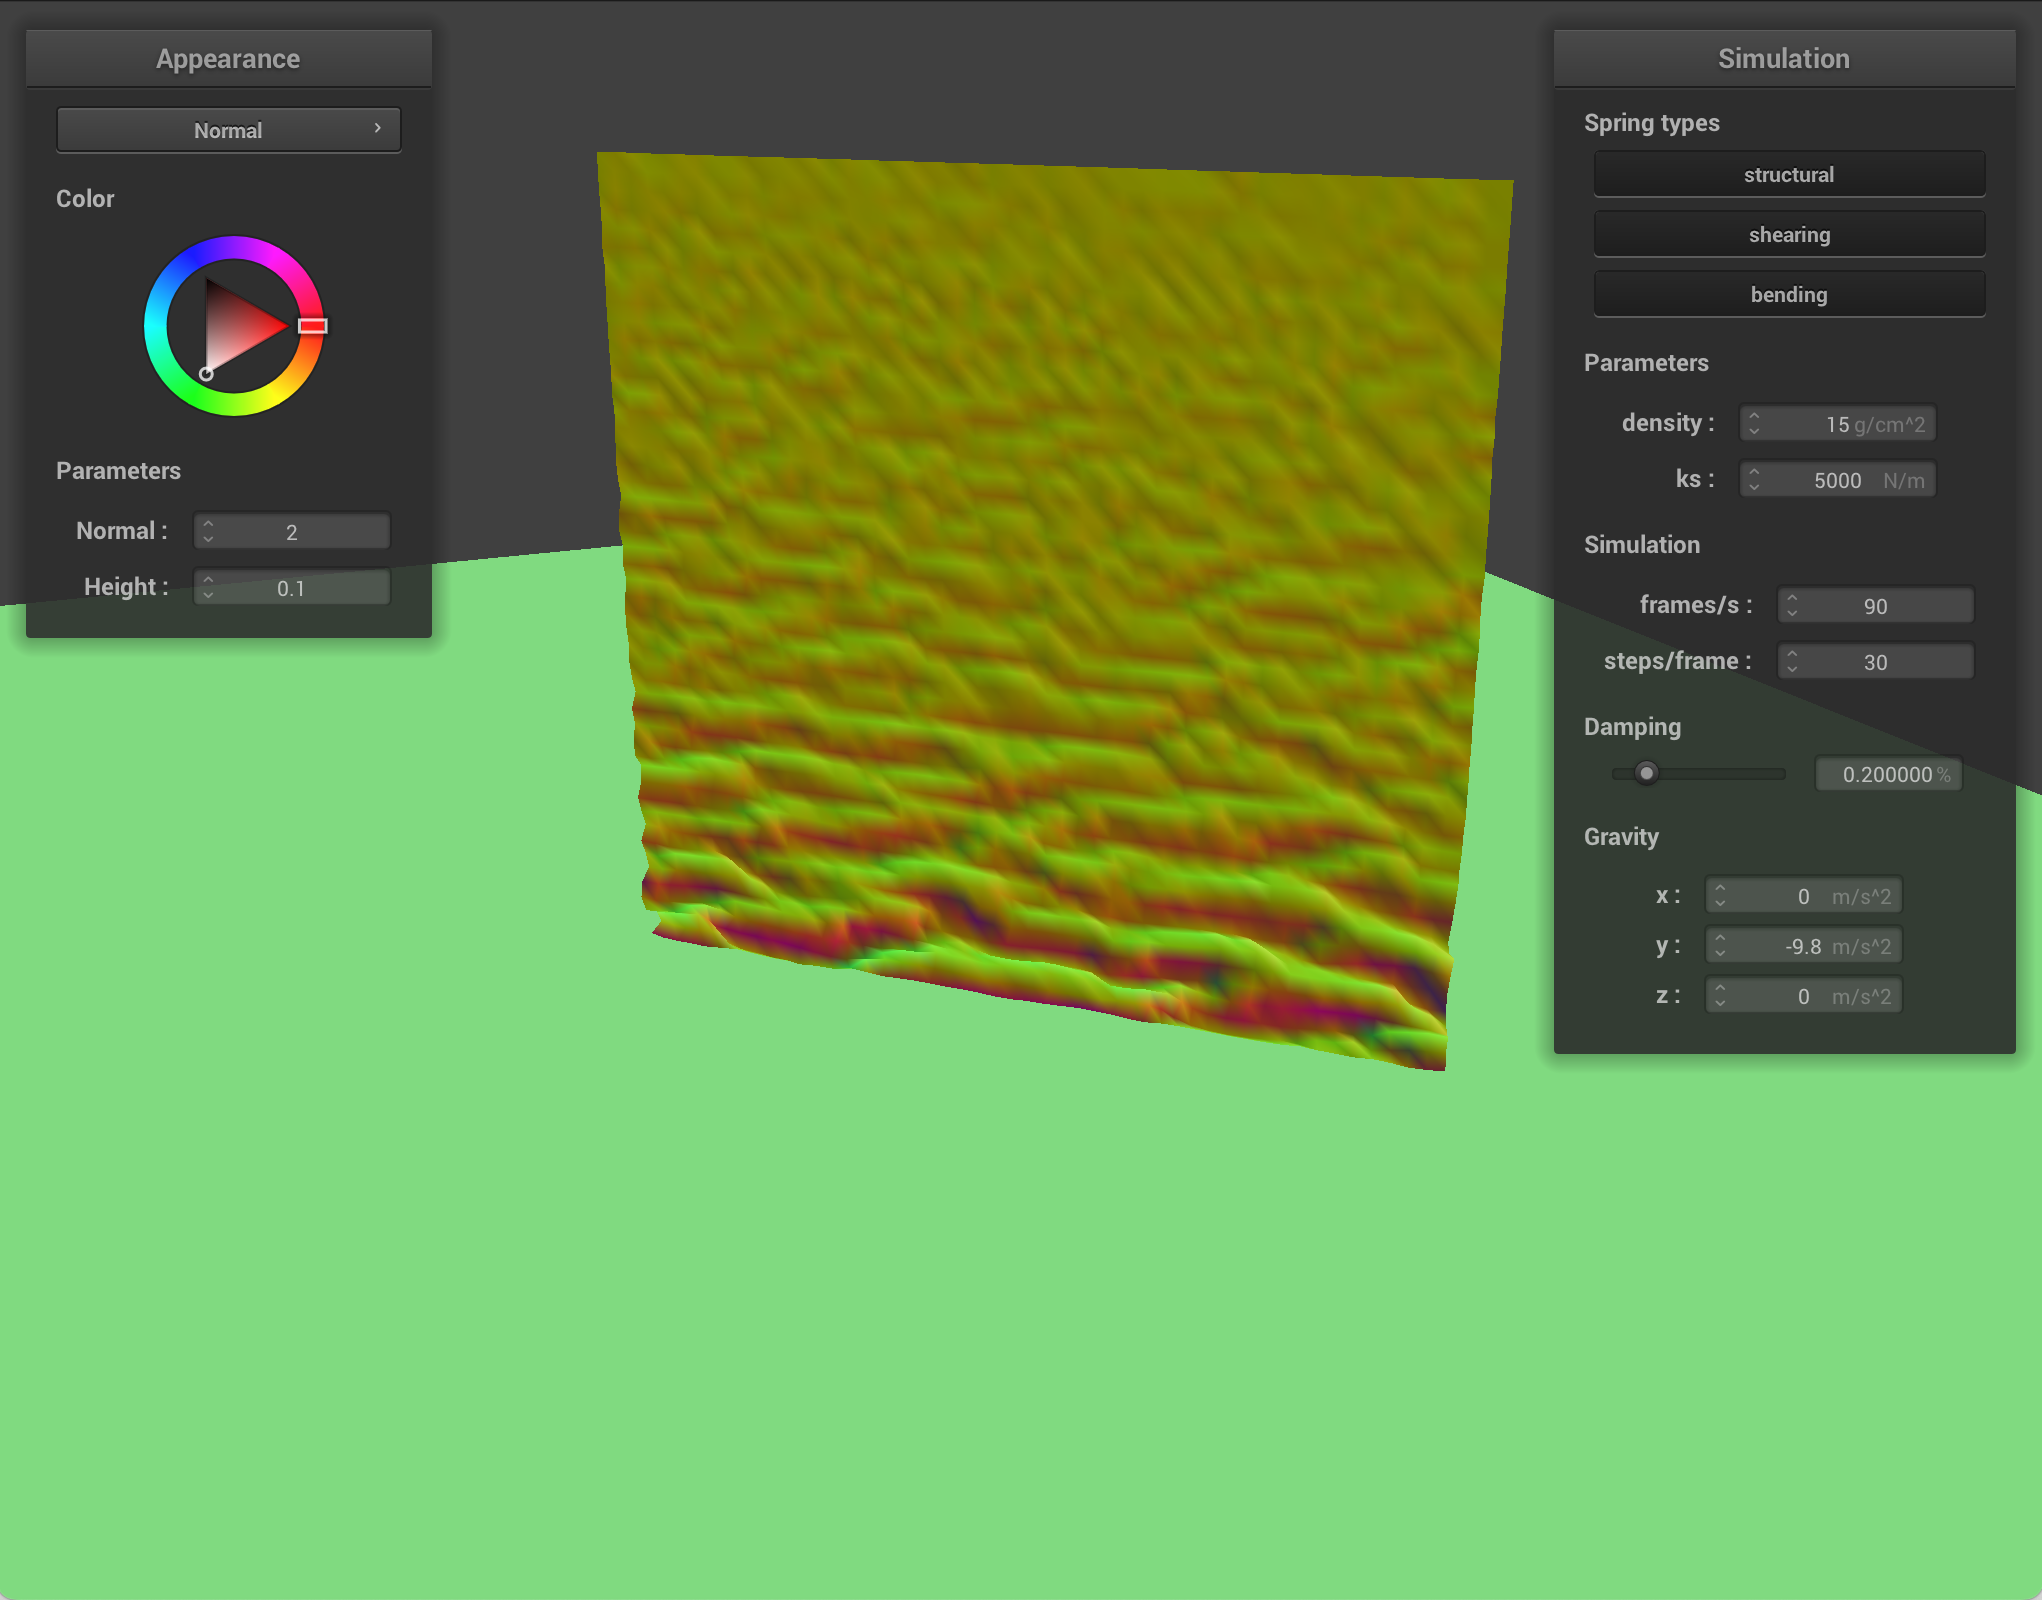 Appearance
Normal
Color
Parameters
Normal : 2
Height : 0.1
Simulation
Spring types
structural
shearing
bending
Parameters
density : 15 g/cm^2
ks : 5000 N/m
Simulation
frames/s : 90
steps/frame : 30
Damping
0.200000 %
Gravity
x : 0 m/s^2
y : -9.8 m/s^2
z : 0 m/s^2